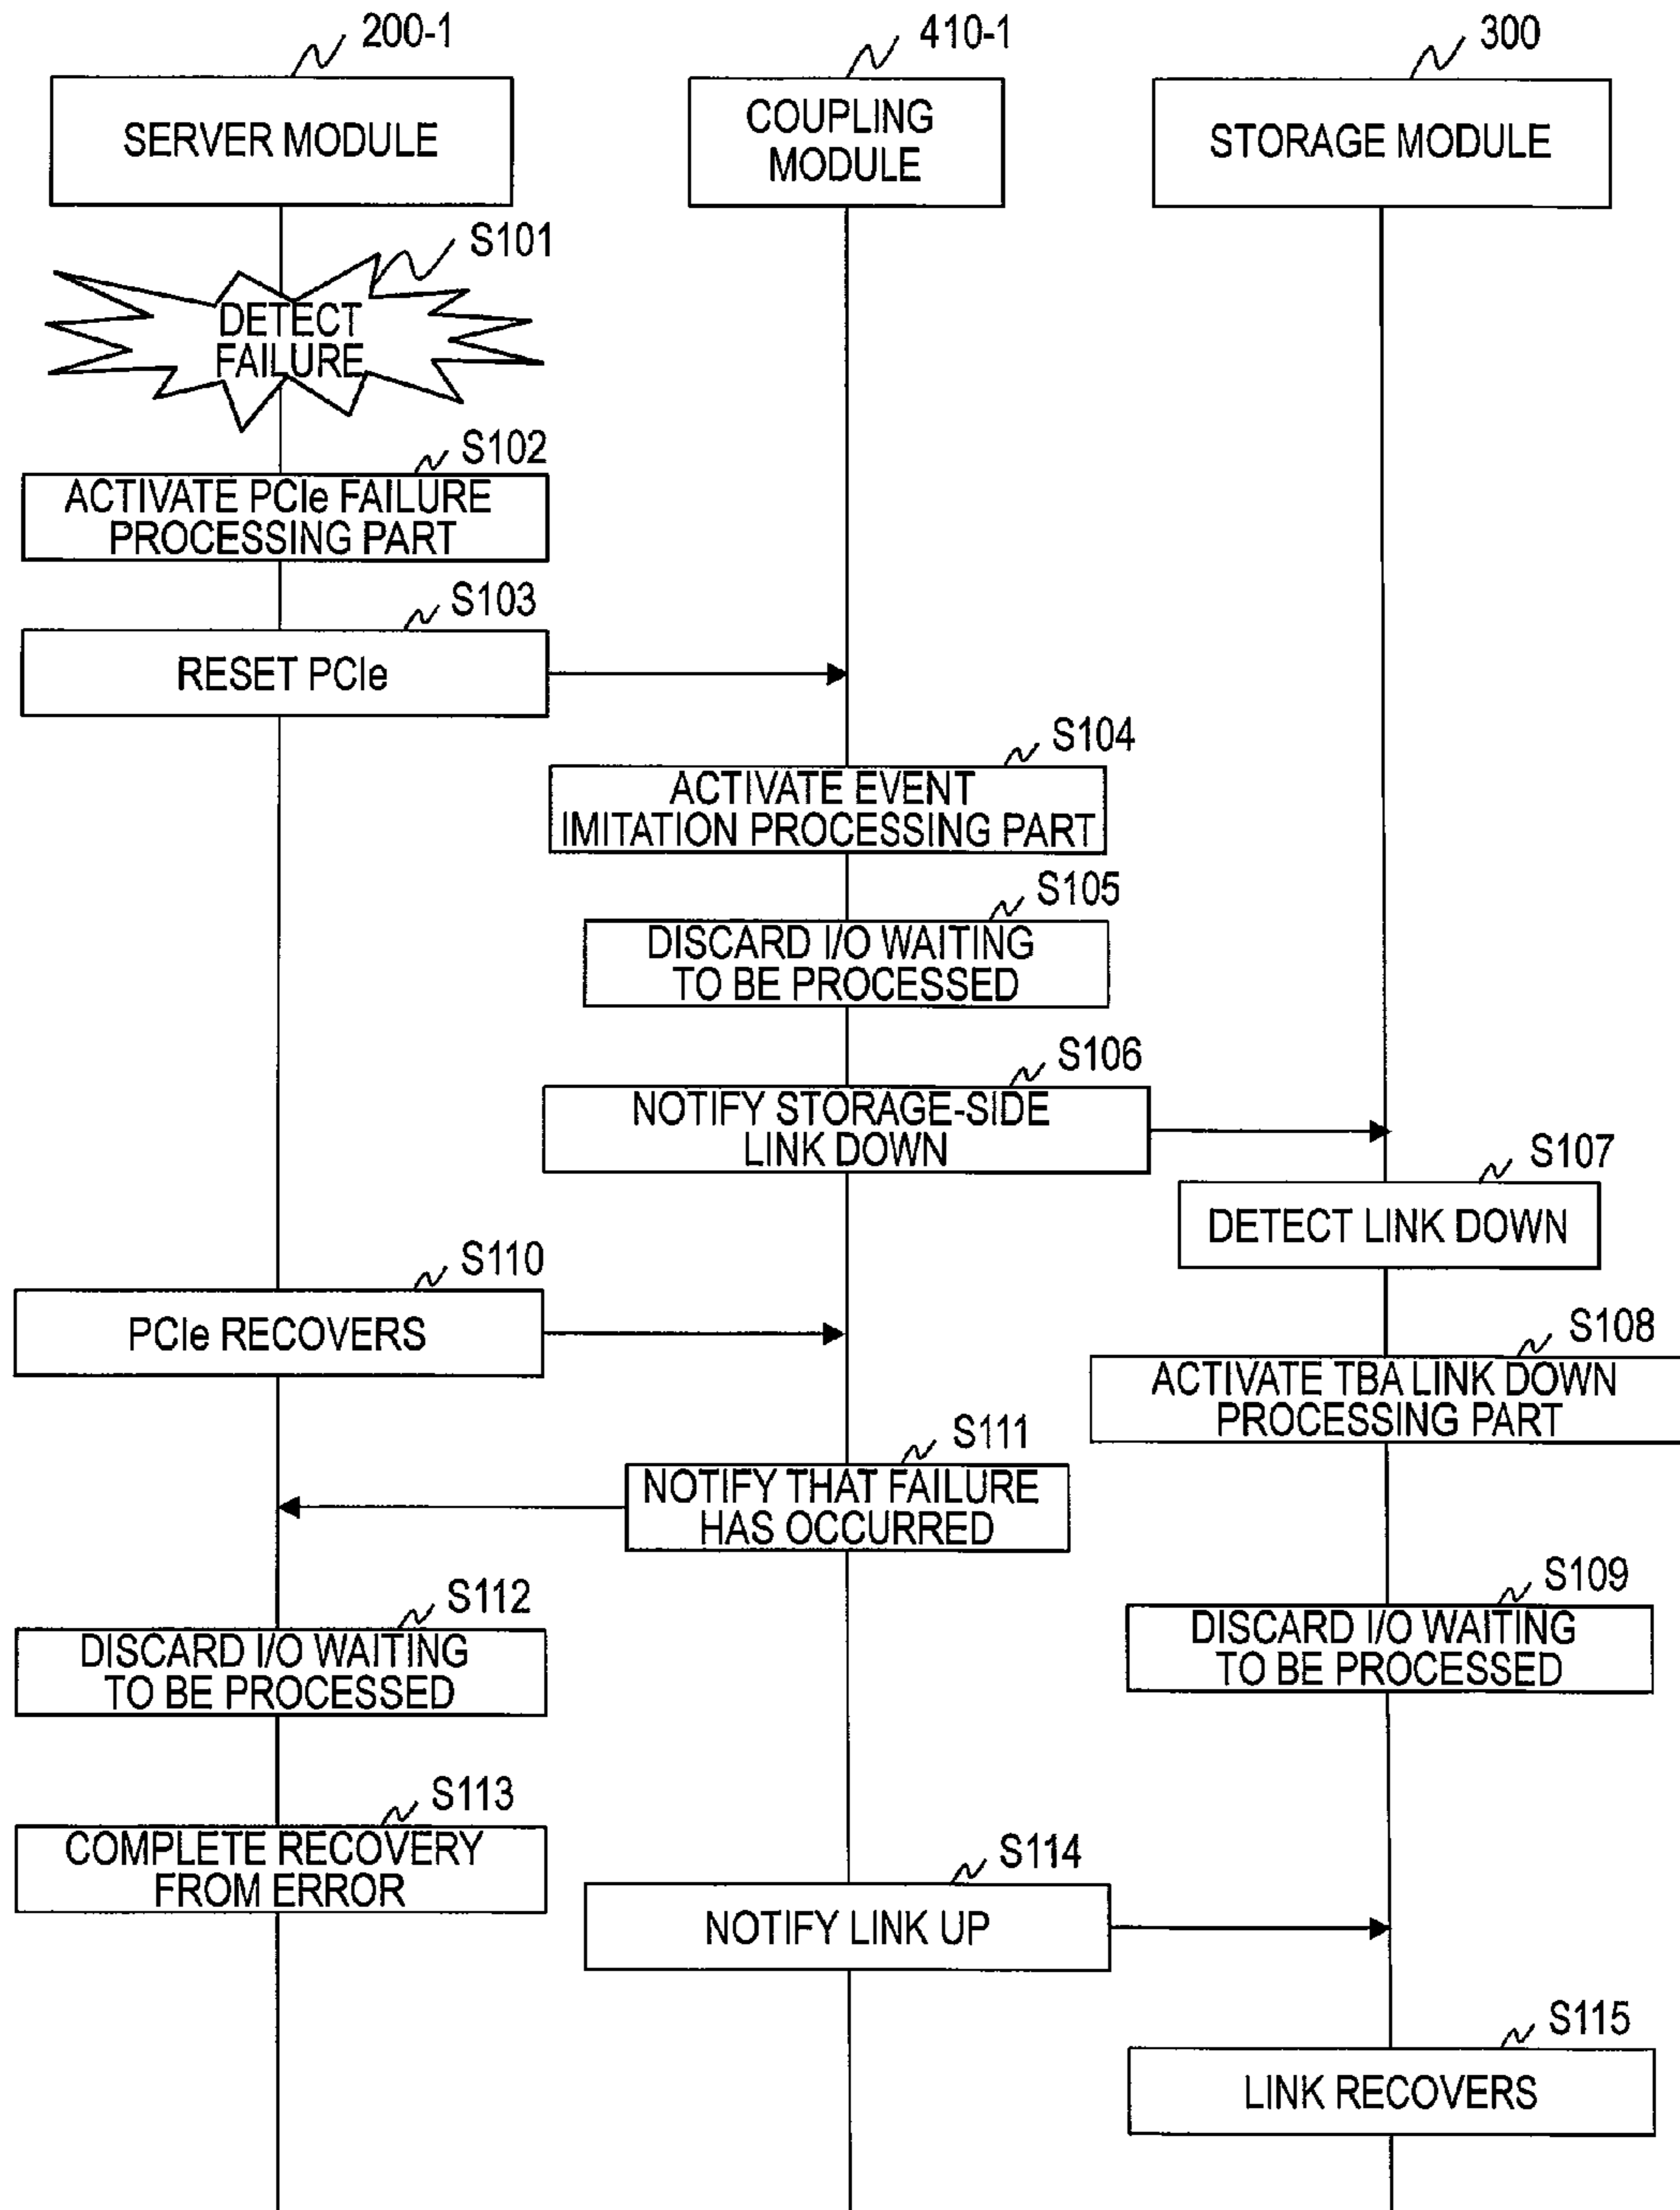 200-1
410-1
300
SERVER MODULE
COUPLING
MODULE
STORAGE MODULE
S101
DETECT
FAILURE
S102
ACTIVATE PCIe FAILURE
PROCESSING PART
S103
RESET PCIe
S104
ACTIVATE EVENT
IMITATION PROCESSING PART
S105
DISCARD I/O WAITING
TO BE PROCESSED
S106
NOTIFY STORAGE-SIDE
LINK DOWN
S107
DETECT LINK DOWN
S110
PCIe RECOVERS
S108
ACTIVATE TBA LINK DOWN
PROCESSING PART
S111
NOTIFY THAT FAILURE
HAS OCCURRED
S109
DISCARD I/O WAITING
TO BE PROCESSED
S112
DISCARD I/O WAITING
TO BE PROCESSED
S113
COMPLETE RECOVERY
FROM ERROR
S114
NOTIFY LINK UP
S115
LINK RECOVERS